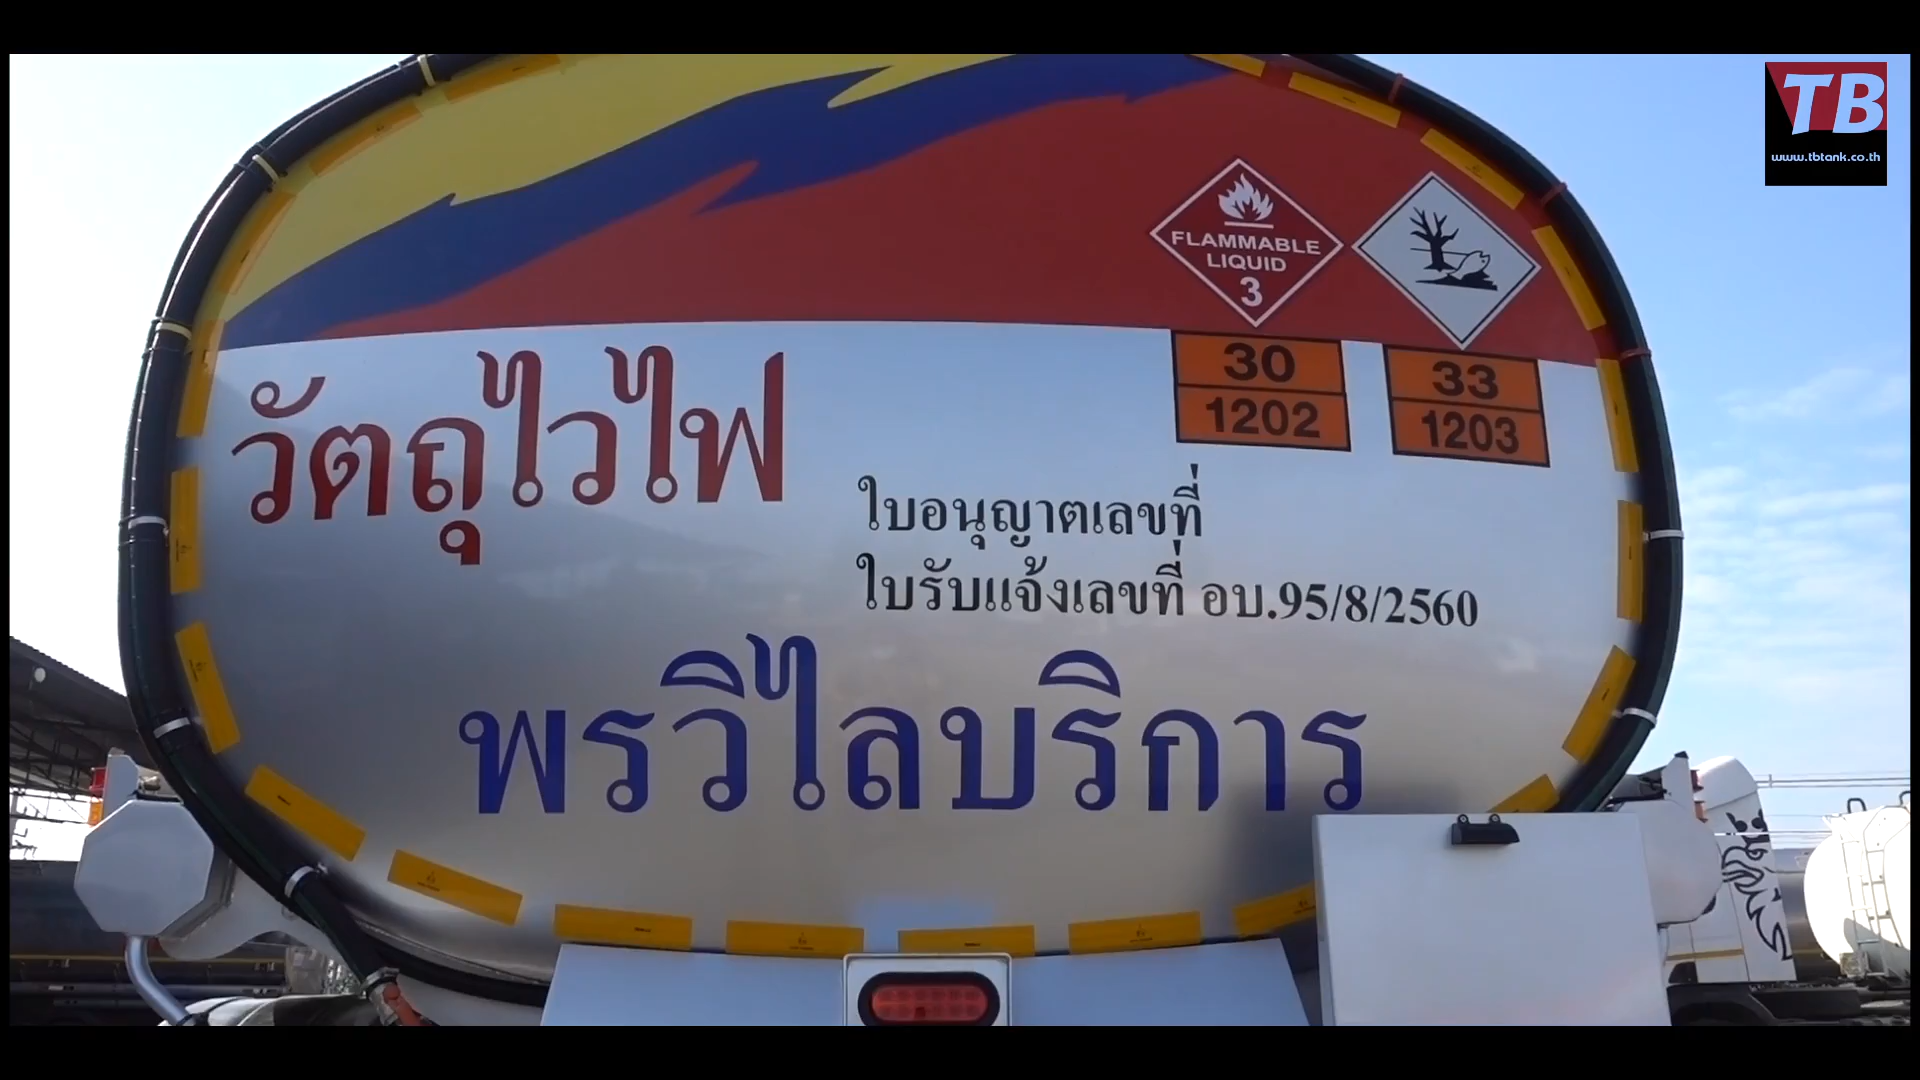 TB
www.tbtank.co.th
FLAMMABLE
LIQUID
3
30
1202
33
1203
วัตถุไวไฟ
ใบอนุญาตเลขที่
ใบรับแจ้งเลขที่ อบ.95/8/2560
พรวิไลบริการ